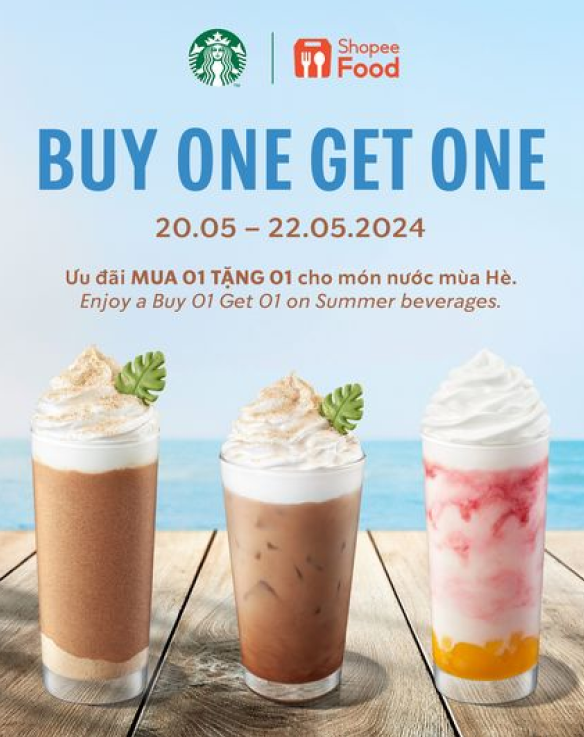 Shopee
Food
BUY ONE GET ONE
20.05 – 22.05.2024
Ưu đãi MUA 01 TẶNG 01 cho món nước mùa Hè.
Enjoy a Buy 01 Get 01 on Summer beverages.